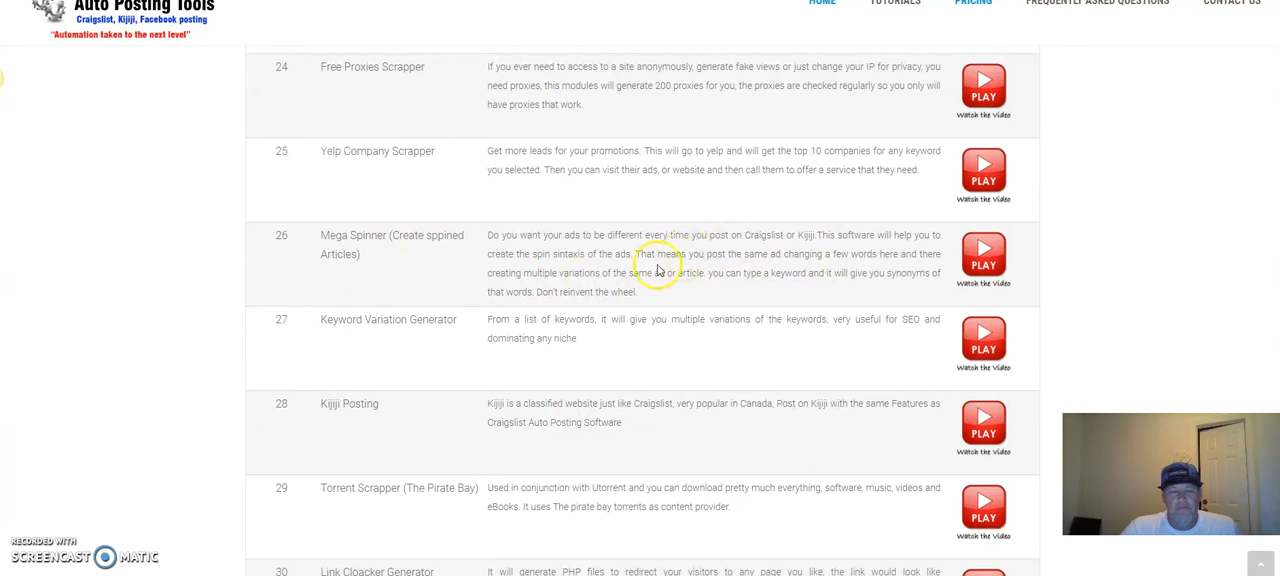 Auto Posting Tools
Craigslist, Kijiji, Facebook posting
"Automation taken to the next level"
HOME TUTORIALS PRICING FREQUENTLY ASKED QUESTIONS CONTACT US
24 Free Proxies Scrapper
If you ever need to access to a site anonymously, generate fake views or just change your IP for privacy, you
need proxies, this modules will generate 200 proxies for you, the proxies are checked regularly so you only will
have proxies that work.
PLAY
Watch the Video
25 Yelp Company Scrapper
Get more leads for your promotions. This will go to yelp and will get the top 10 companies for any keyword
you selected. Then you can visit their ads, or website and then call them to offer a service that they need.
PLAY
Watch the Video
26 Mega Spinner (Create sppined
Articles)
Do you want your ads to be different every time you post on Craigslist or Kijiji.This software will help you to
create the spin sintaxis of the ads. That means you post the same ad changing a few words here and there
creating multiple variations of the same ad or article. you can type a keyword and it will give you synonyms of
that words. Don't reinvent the wheel.
PLAY
Watch the Video
27 Keyword Variation Generator
From a list of keywords, it will give you multiple variations of the keywords, very useful for SEO and
dominating any niche
PLAY
Watch the Video
28 Kijiji Posting
Kijiji is a classified website just like Craigslist, very popular in Canada, Post on Kijiji with the same Features as
Craigslist Auto Posting Software
PLAY
Watch the Video
29 Torrent Scrapper (The Pirate Bay)
Used in conjunction with Utorrent and you can download pretty much everything, software, music, videos and
eBooks. It uses The pirate bay torrents as content provider.
PLAY
Watch the Video
30 Link Cloacker Generator
It will generate PHP files to redirect your visitors to any page you like, the link would look like
RECORDED WITH
SCREENCAST MATIC